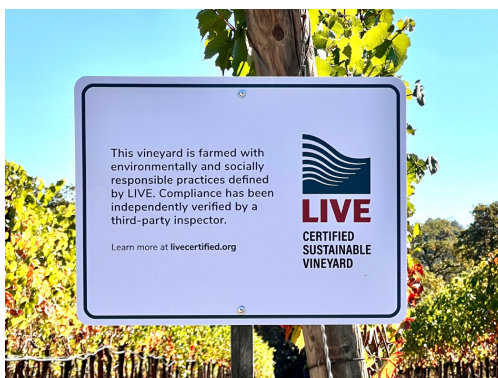 This vineyard is farmed with
environmentally and socially
responsible practices defined
by LIVE. Compliance has been
independently verified by a
third-party inspector.
Learn more at livecertified.org
LIVE
CERTIFIED
SUSTAINABLE
VINEYARD